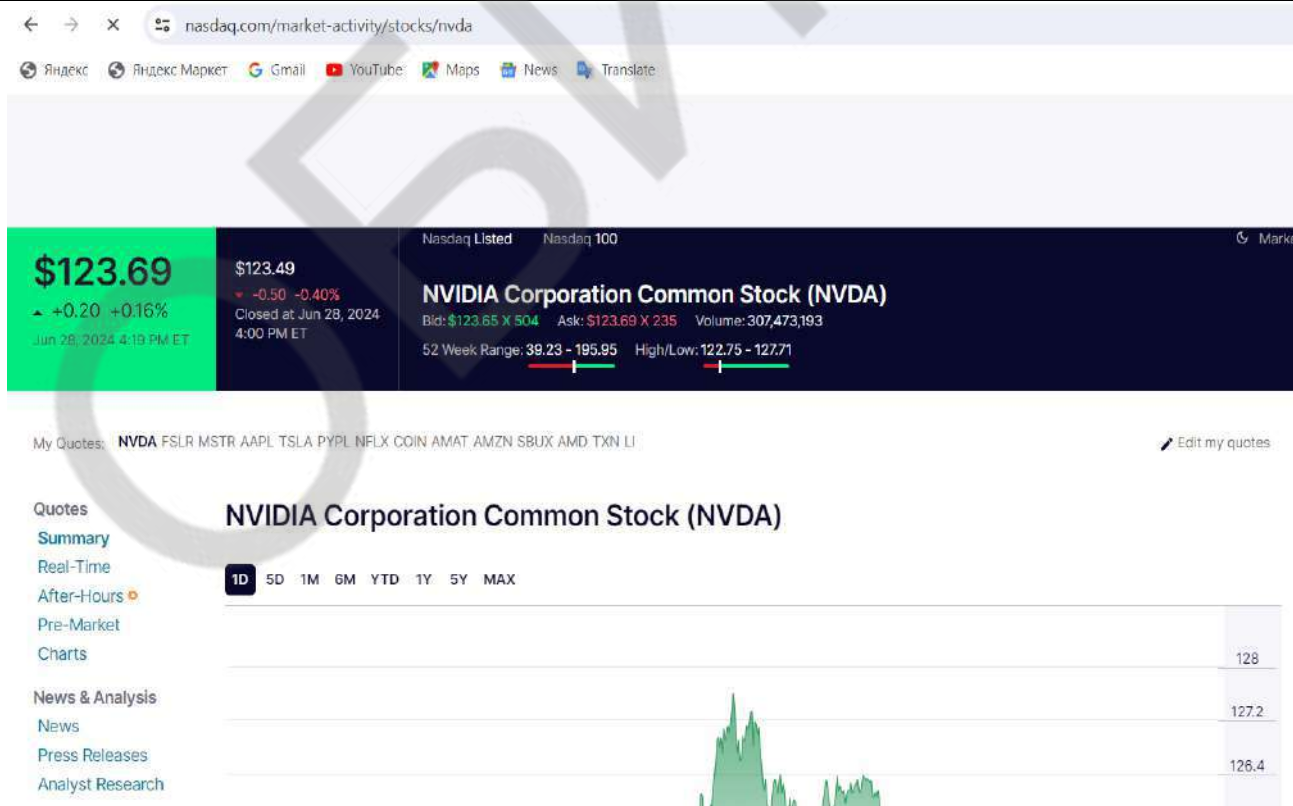 nasdaq.com/market-activity/stocks/nvda
Яндекс Яндекс Маркет Gmail YouTube Maps News Translate
Nasdaq Listed Nasdaq 100
$123.69
+0.20 +0.16%
Jun 28, 2024 4:19 PM ET
$123.49
-0.50 -0.40%
Closed at Jun 28, 2024
4:00 PM ET
NVIDIA Corporation Common Stock (NVDA)
Bid: $123.65 X 504 Ask: $123.69 X 235 Volume: 307,473,193
52 Week Range: 39.23 - 195.95 High/Low: 122.75 - 127.71
My Quotes: NVDA FSLR MSTR AAPL TSLA PYPL NFLX COIN AMAT AMZN SBUX AMD TXN LI
Edit my quotes
Quotes
Summary
Real-Time
After-Hours
Pre-Market
Charts
News & Analysis
News
Press Releases
Analyst Research
NVIDIA Corporation Common Stock (NVDA)
1D 5D 1M 6M YTD 1Y 5Y MAX
128
127.2
126.4